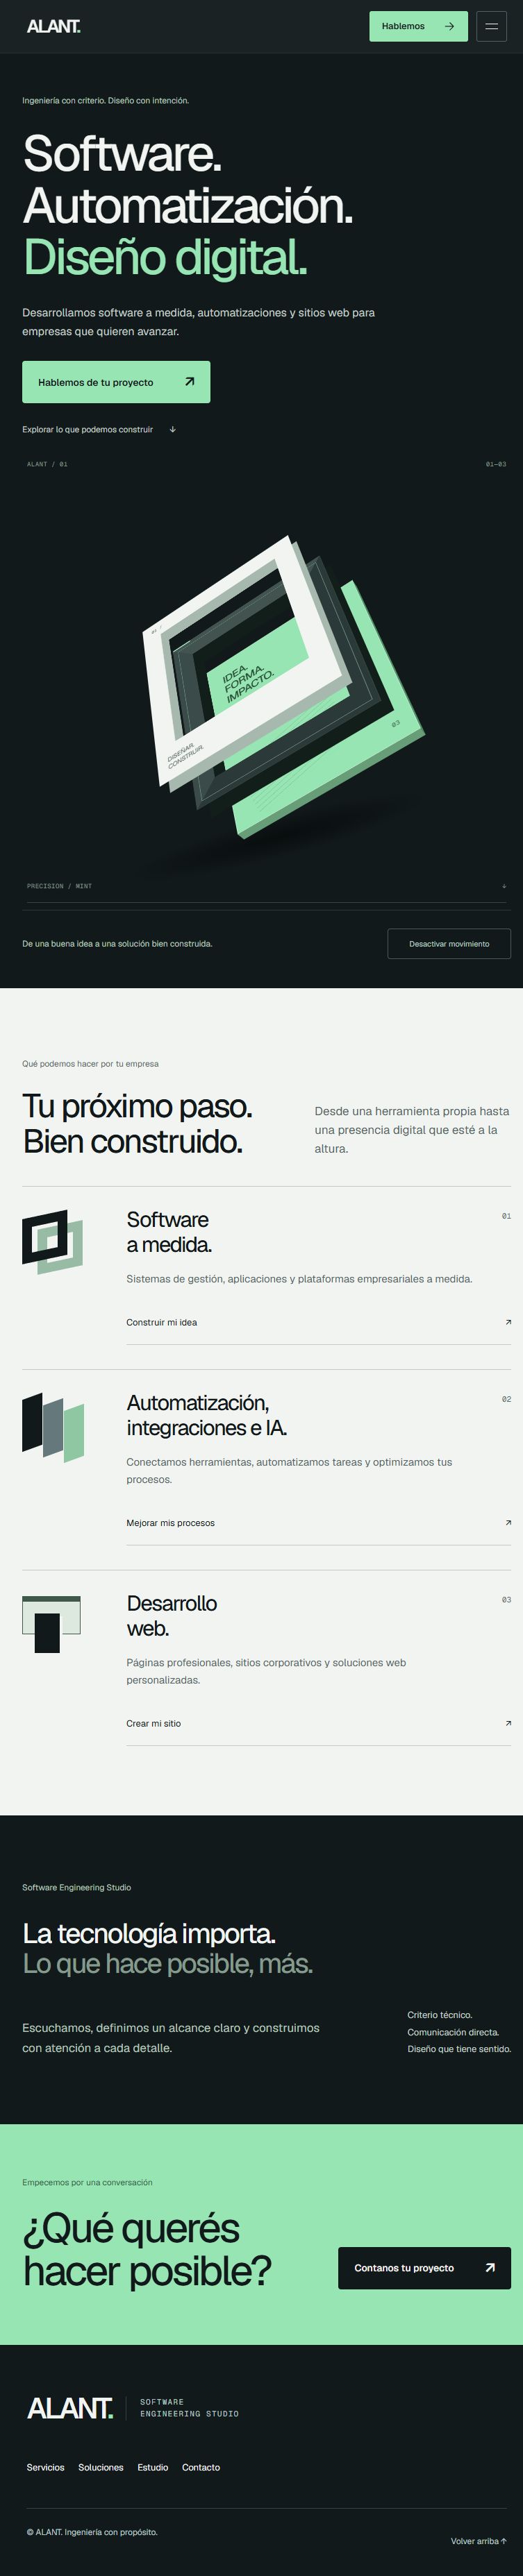 ALANT.
Hablemos →
Ingeniería con criterio. Diseño con intención.
Software.
Automatización.
Diseño digital.
Desarrollamos software a medida, automatizaciones y sitios web para
empresas que quieren avanzar.
Hablemos de tu proyecto ↗
Explorar lo que podemos construir ↓
ALANT / 01
01—03
IDEA.
FORMA.
IMPACTO.
DISEÑAR.
CONSTRUIR.
03
PRECISION / MINT
↓
De una buena idea a una solución bien construida.
Desactivar movimiento
Qué podemos hacer por tu empresa
Tu próximo paso.
Bien construido.
Desde una herramienta propia hasta
una presencia digital que esté a la
altura.
Software
a medida.
01
Sistemas de gestión, aplicaciones y plataformas empresariales a medida.
Construir mi idea ↗
Automatización,
integraciones e IA.
02
Conectamos herramientas, automatizamos tareas y optimizamos tus
procesos.
Mejorar mis procesos ↗
Desarrollo
web.
03
Páginas profesionales, sitios corporativos y soluciones web
personalizadas.
Crear mi sitio ↗
Software Engineering Studio
La tecnología importa.
Lo que hace posible, más.
Escuchamos, definimos un alcance claro y construimos
con atención a cada detalle.
Criterio técnico.
Comunicación directa.
Diseño que tiene sentido.
Empecemos por una conversación
¿Qué querés
hacer posible?
Contanos tu proyecto ↗
ALANT.
SOFTWARE
ENGINEERING STUDIO
Servicios Soluciones Estudio Contacto
© ALANT. Ingeniería con propósito.
Volver arriba ↑